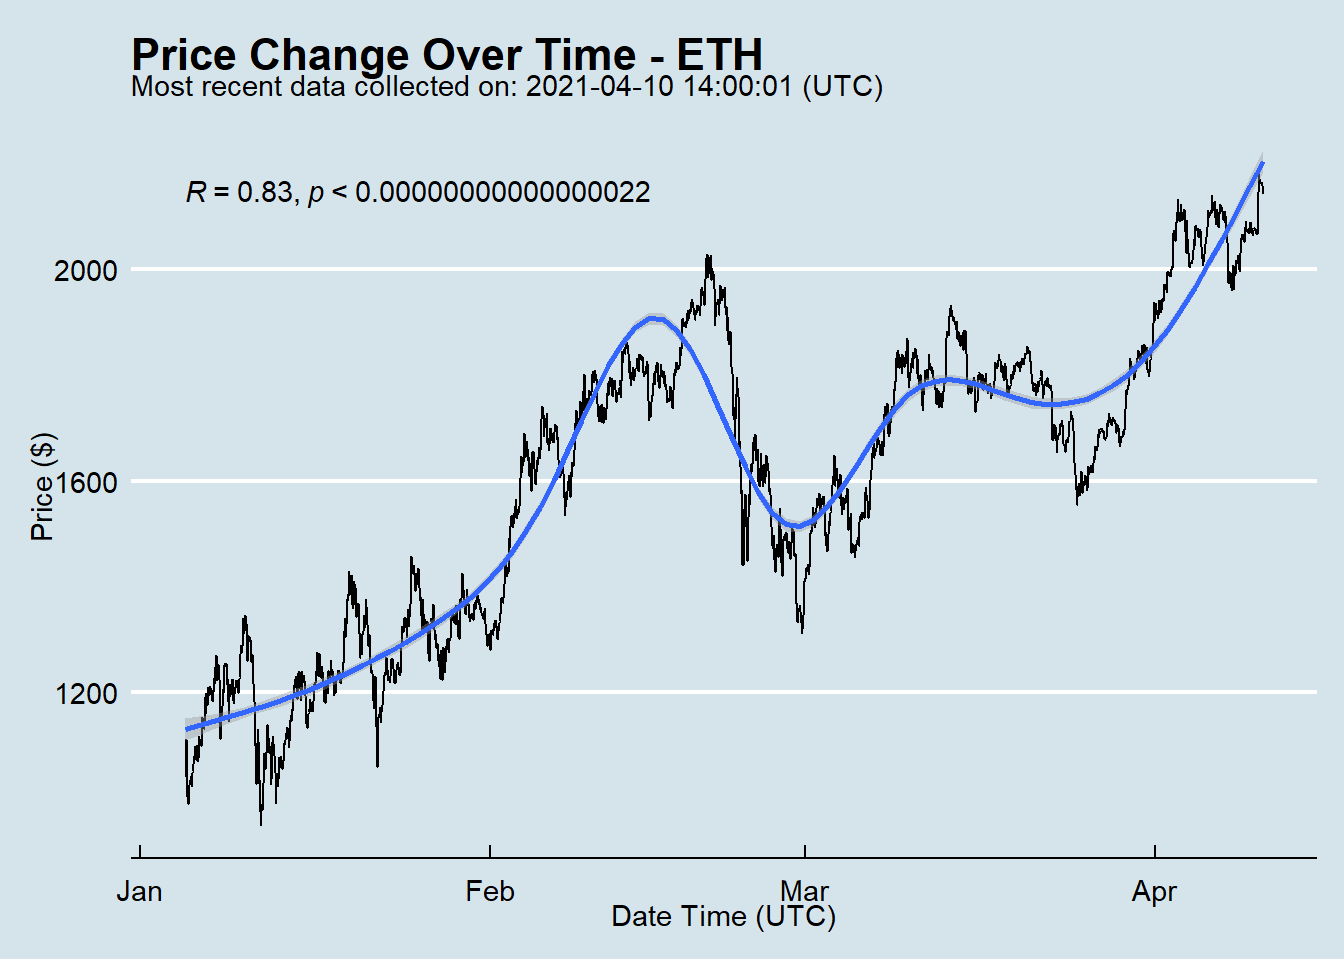 Price Change Over Time - ETH
Most recent data collected on: 2021-04-10 14:00:01 (UTC)
R = 0.83, p < 0.00000000000000022
2000
1600
1200
Price ($)
Jan Feb Mar Apr
Date Time (UTC)